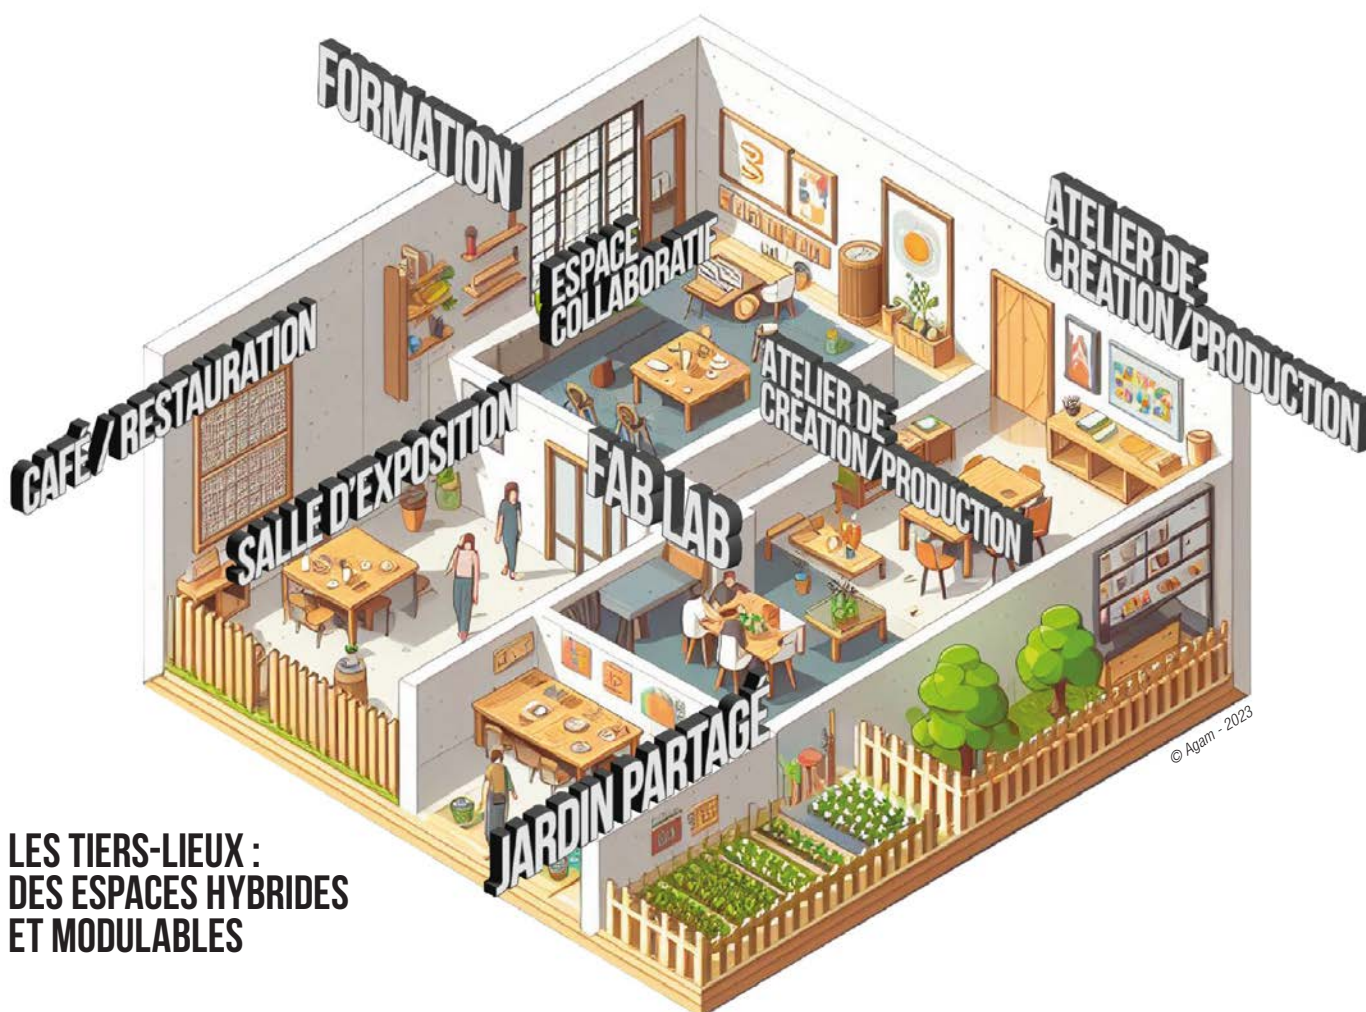 FORMATION
ATELIER DE
CRÉATION/PRODUCTION
ESPACE
COLLABORATIF
CAFÉ//RESTAURATION
ATELIER DE
CRÉATION/PRODUCTION
SALLE D'EXPOSITION
FAB LAB
JARDIN PARTAGÉ
© Agam - 2023
LES TIERS-LIEUX :
DES ESPACES HYBRIDES
ET MODULABLES